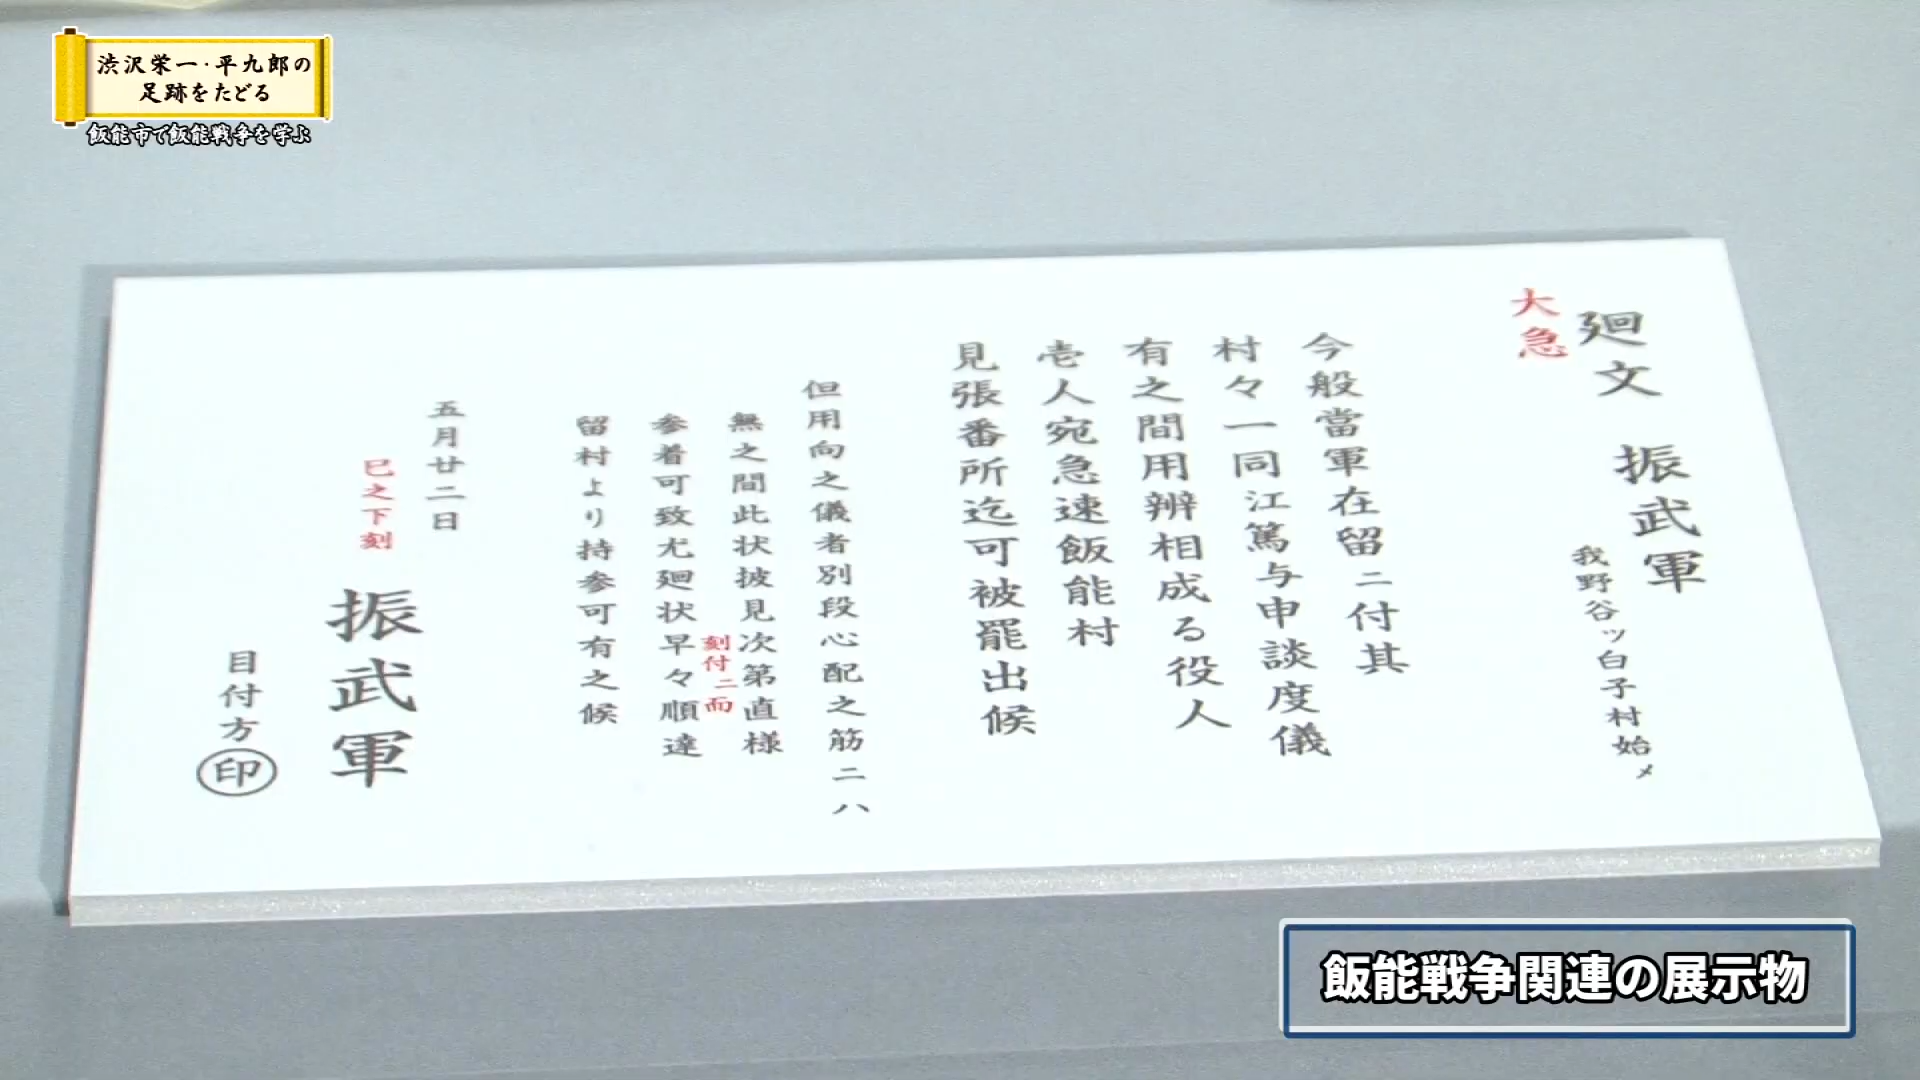 渋沢栄一・平九郎の
足跡をたどる
飯能市で飯能戦争を学ぶ
廻文 振武軍
我野谷ッ白子村始メ
大急
今般當軍在留ニ付其
村々一同江篤与申談度儀
有之間用辨相成る役人
壱人宛急速飯能村
見張番所迄可被罷出候
但用向之儀者別段心配之筋ニハ
無之間此状披見次第直様
刻付ニ而
参着可致尤廻状早々順達
留村より持参可有之候
五月廿二日
巳之下刻
振武軍
目付方 印
飯能戦争関連の展示物